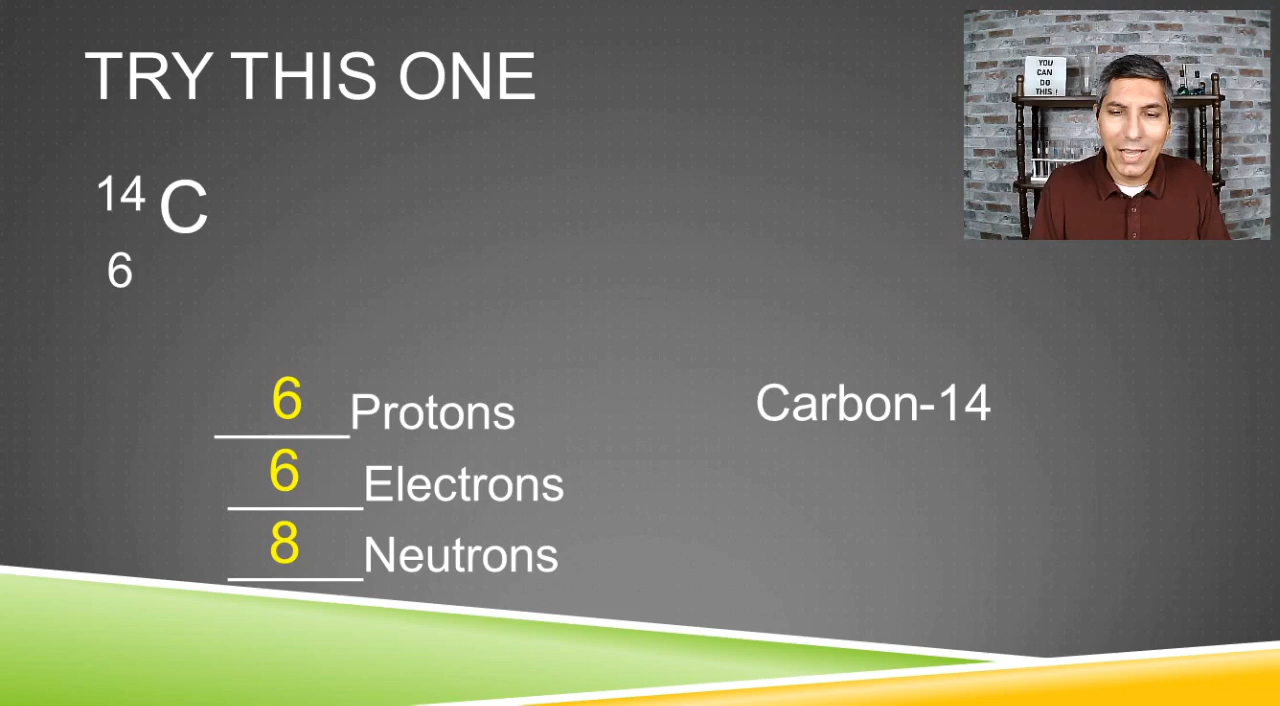 TRY THIS ONE
YOU
CAN
DO
THIS !
14 C
6
6 Protons
Carbon-14
6 Electrons
8 Neutrons